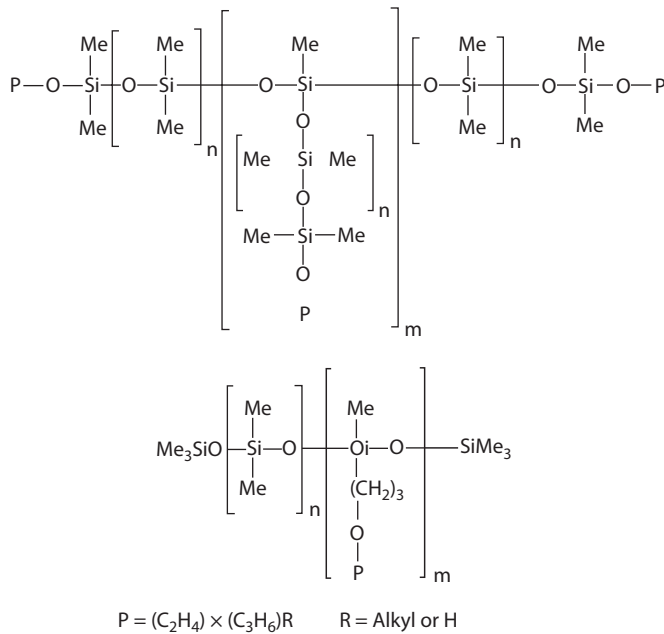 Me Me Me Me Me
P—O—Si—O—Si—O—Si—O—Si—O—Si—O—P
Me Me n O Me n Me
Me Si Me
O n
Me—Si—Me
O
P m
Me Me
Me₃SiO Si—O Oi—O SiMe₃
Me n (CH₂)₃
O
P m
P = (C₂H₄) × (C₃H₆)R R = Alkyl or H